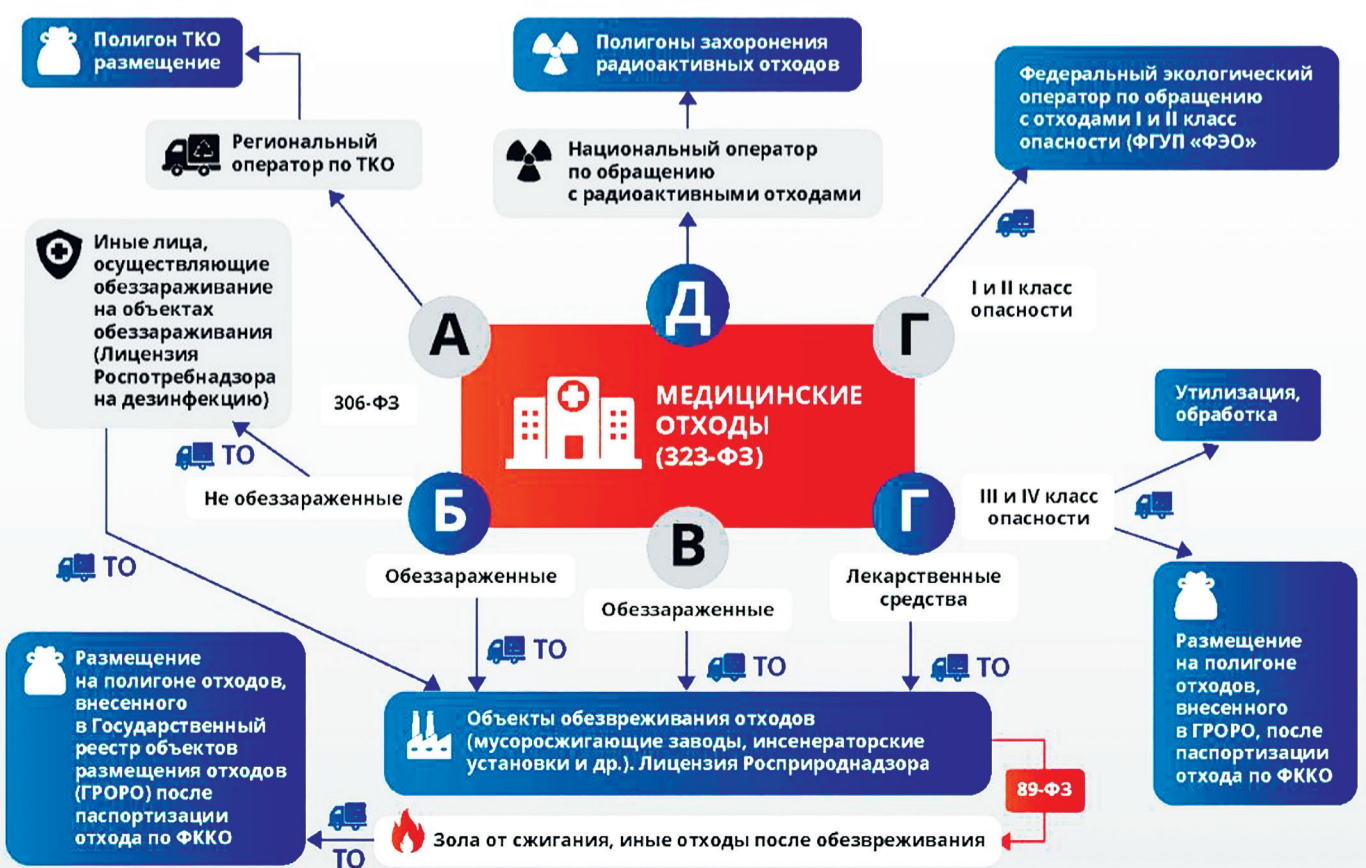 Полигон ТКО
размещение
Полигоны захоронения
радиоактивных отходов
Федеральный экологический
оператор по обращению
с отходами I и II класс
опасности (ФГУП «ФЭО»
Региональный
оператор по ТКО
Национальный оператор
по обращению
с радиоактивными отходами
Иные лица,
осуществляющие
обеззараживание
на объектах
обеззараживания
(Лицензия
Роспотребнадзора
на дезинфекцию)
А
Д
Г
I и II класс
опасности
306-ФЗ
МЕДИЦИНСКИЕ
ОТХОДЫ
(323-ФЗ)
Утилизация,
обработка
ТО
Не обеззараженные
Б
В
Г
III и IV класс
опасности
ТО
Обеззараженные
Обеззараженные
Лекарственные
средства
ТО
ТО
ТО
Размещение
на полигоне отходов,
внесенного
в Государственный
реестр объектов
размещения отходов
(ГРОРО) после
паспортизации
отхода по ФККО
Объекты обезвреживания отходов
(мусоросжигающие заводы, инсенераторские
установки и др.). Лицензия Росприроднадзора
Размещение
на полигоне
отходов,
внесенного
в ГРОРО, после
паспортизации
отхода по ФККО
89-ФЗ
Зола от сжигания, иные отходы после обезвреживания
ТО